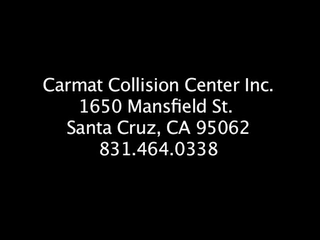 Carmat Collision Center Inc.
1650 Mansfield St.
Santa Cruz, CA 95062
831.464.0338